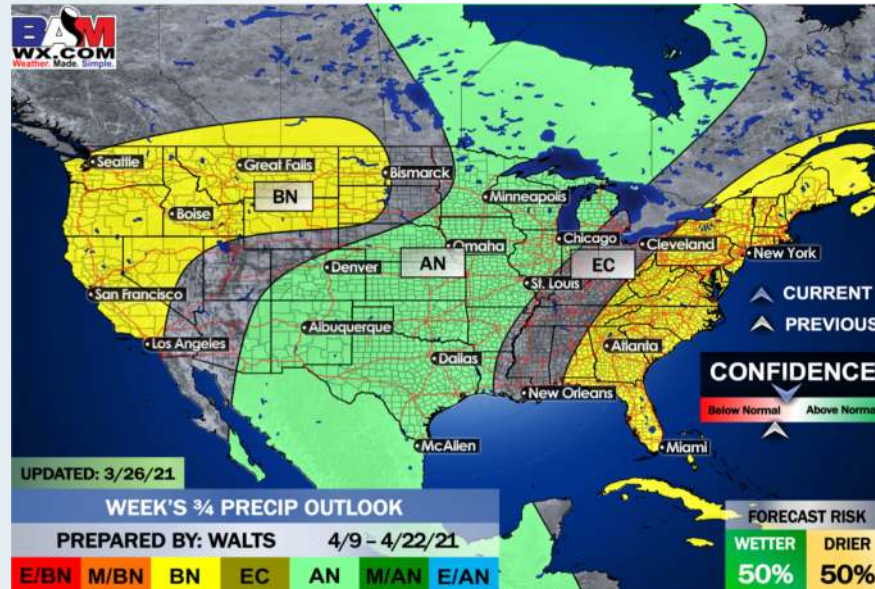 BAM
WX.COM
Weather. Made. Simple.
Seattle
Great Falls
Bismarck
BN
Boise
Minneapolis
Omaha
Chicago
Cleveland
New York
Denver
AN
EC
St. Louis
San Francisco
CURRENT
PREVIOUS
Albuquerque
Los Angeles
Dallas
Atlanta
CONFIDENCE
Below Normal
Above Norma
New Orleans
McAllen
Miami
UPDATED: 3/26/21
WEEK'S ¾ PRECIP OUTLOOK
PREPARED BY: WALTS 4/9 – 4/22/21
E/BN M/BN BN EC AN M/AN E/AN
FORECAST RISK
WETTER DRIER
50% 50%